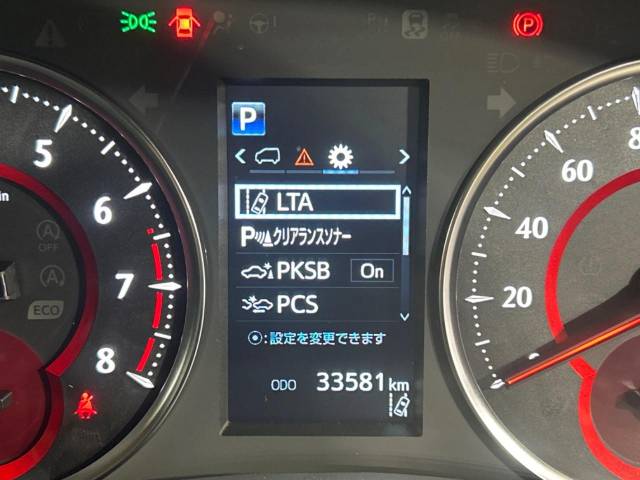 P
LTA
P クリアランスソナー
PKSB On
PCS
:設定を変更できます
ODO 33581 km
5
6
7
8
OFF
A
ECO
20
40
60
(P)